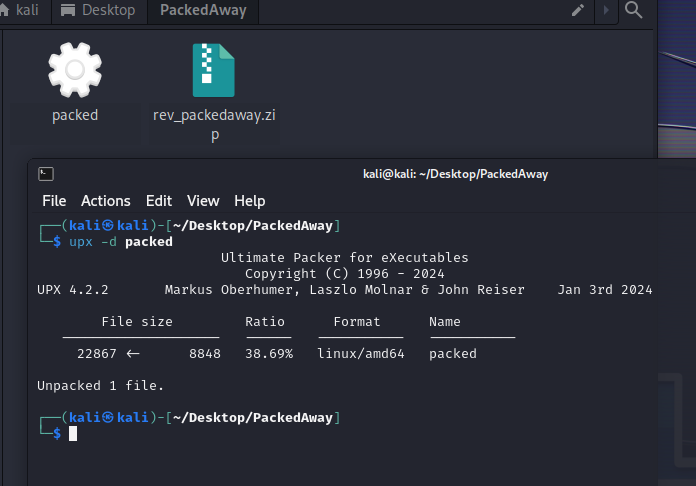 kali Desktop PackedAway
packed
rev_packedaway.zi
p
kali@kali: ~/Desktop/PackedAway
File Actions Edit View Help
┌──(kali㉿kali)-[~/Desktop/PackedAway]
└─$ upx -d packed
Ultimate Packer for eXecutables
Copyright (C) 1996 - 2024
UPX 4.2.2 Markus Oberhumer, Laszlo Molnar & John Reiser Jan 3rd 2024
File size Ratio Format Name
-------------------- ------ ----------- -----------
22867 <- 8848 38.69% linux/amd64 packed
Unpacked 1 file.
┌──(kali㉿kali)-[~/Desktop/PackedAway]
└─$